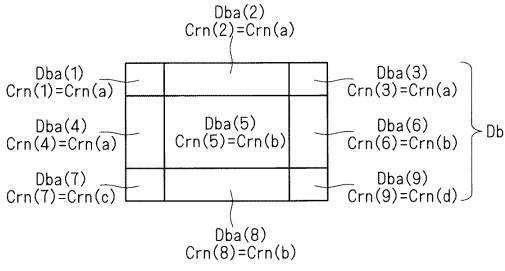 Dba(2)
Crn(2)=Crn(a)
Dba(1)
Crn(1)=Crn(a)
Dba(3)
Crn(3)=Crn(a)
Dba(4)
Crn(4)=Crn(a)
Dba(5)
Crn(5)=Crn(b)
Dba(6)
Crn(6)=Crn(b)
Db
Dba(7)
Crn(7)=Crn(c)
Dba(9)
Crn(9)=Crn(d)
Dba(8)
Crn(8)=Crn(b)